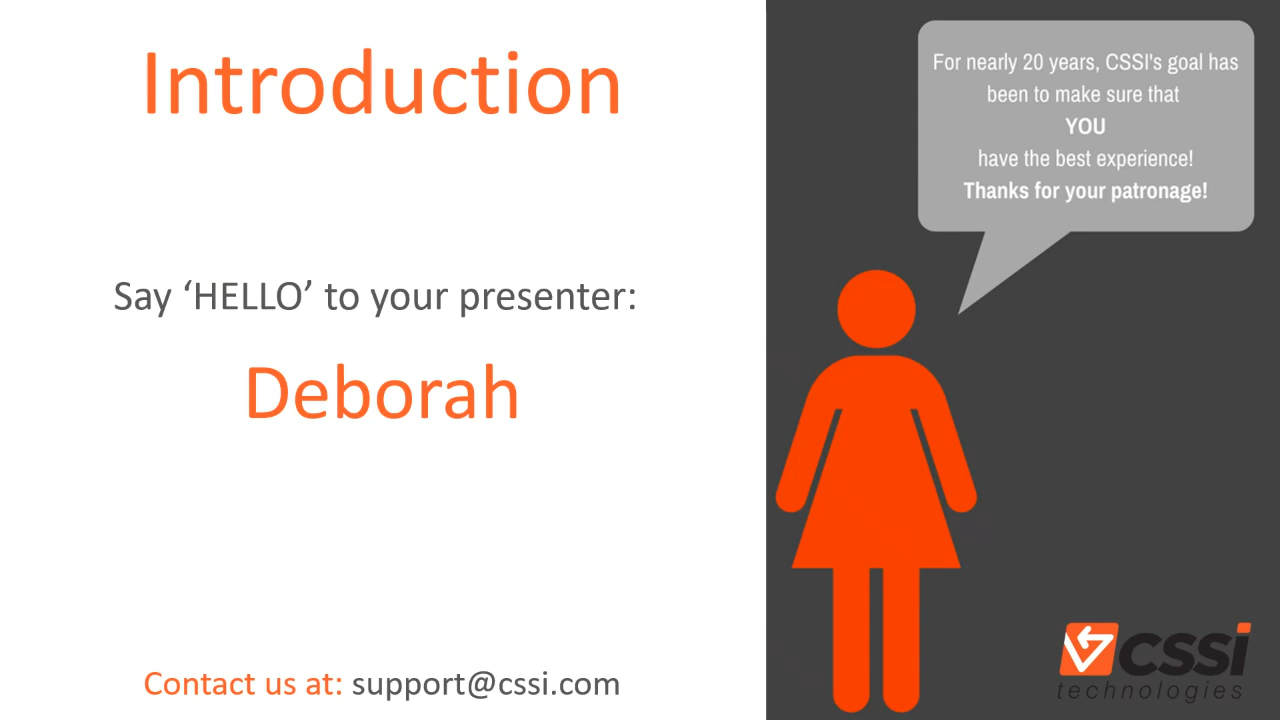 Introduction
Say ‘HELLO’ to your presenter:
Deborah
Contact us at: support@cssi.com
For nearly 20 years, CSSI's goal has
been to make sure that
YOU
have the best experience!
Thanks for your patronage!
cssi
technologies